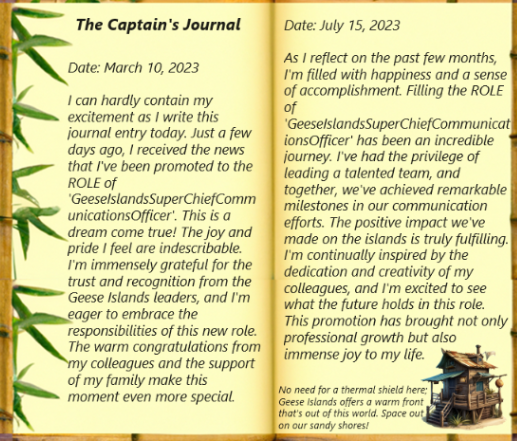 The Captain's Journal
Date: March 10, 2023
I can hardly contain my
excitement as I write this
journal entry today. Just a few
days ago, I received the news
that I've been promoted to the
ROLE of
'GeeseIslandsSuperChiefComm
unicationsOfficer'. This is a
dream come true! The joy and
pride I feel are indescribable.
I'm immensely grateful for the
trust and recognition from the
Geese Islands leaders, and I'm
eager to embrace the
responsibilities of this new role.
The warm congratulations from
my colleagues and the support
of my family make this
moment even more special.
Date: July 15, 2023
As I reflect on the past few months,
I'm filled with happiness and a sense
of accomplishment. Filling the ROLE
of
'GeeseIslandsSuperChiefCommunicat
ionsOfficer' has been an incredible
journey. I've had the privilege of
leading a talented team, and
together, we've achieved remarkable
milestones in our communication
efforts. The positive impact we've
made on the islands is truly fulfilling.
I'm continually inspired by the
dedication and creativity of my
colleagues, and I'm excited to see
what the future holds in this role.
This promotion has brought not only
professional growth but also
immense joy to my life.
No need for a thermal shield here;
Geese Islands offers a warm front
that's out of this world. Space out
on our sandy shores!